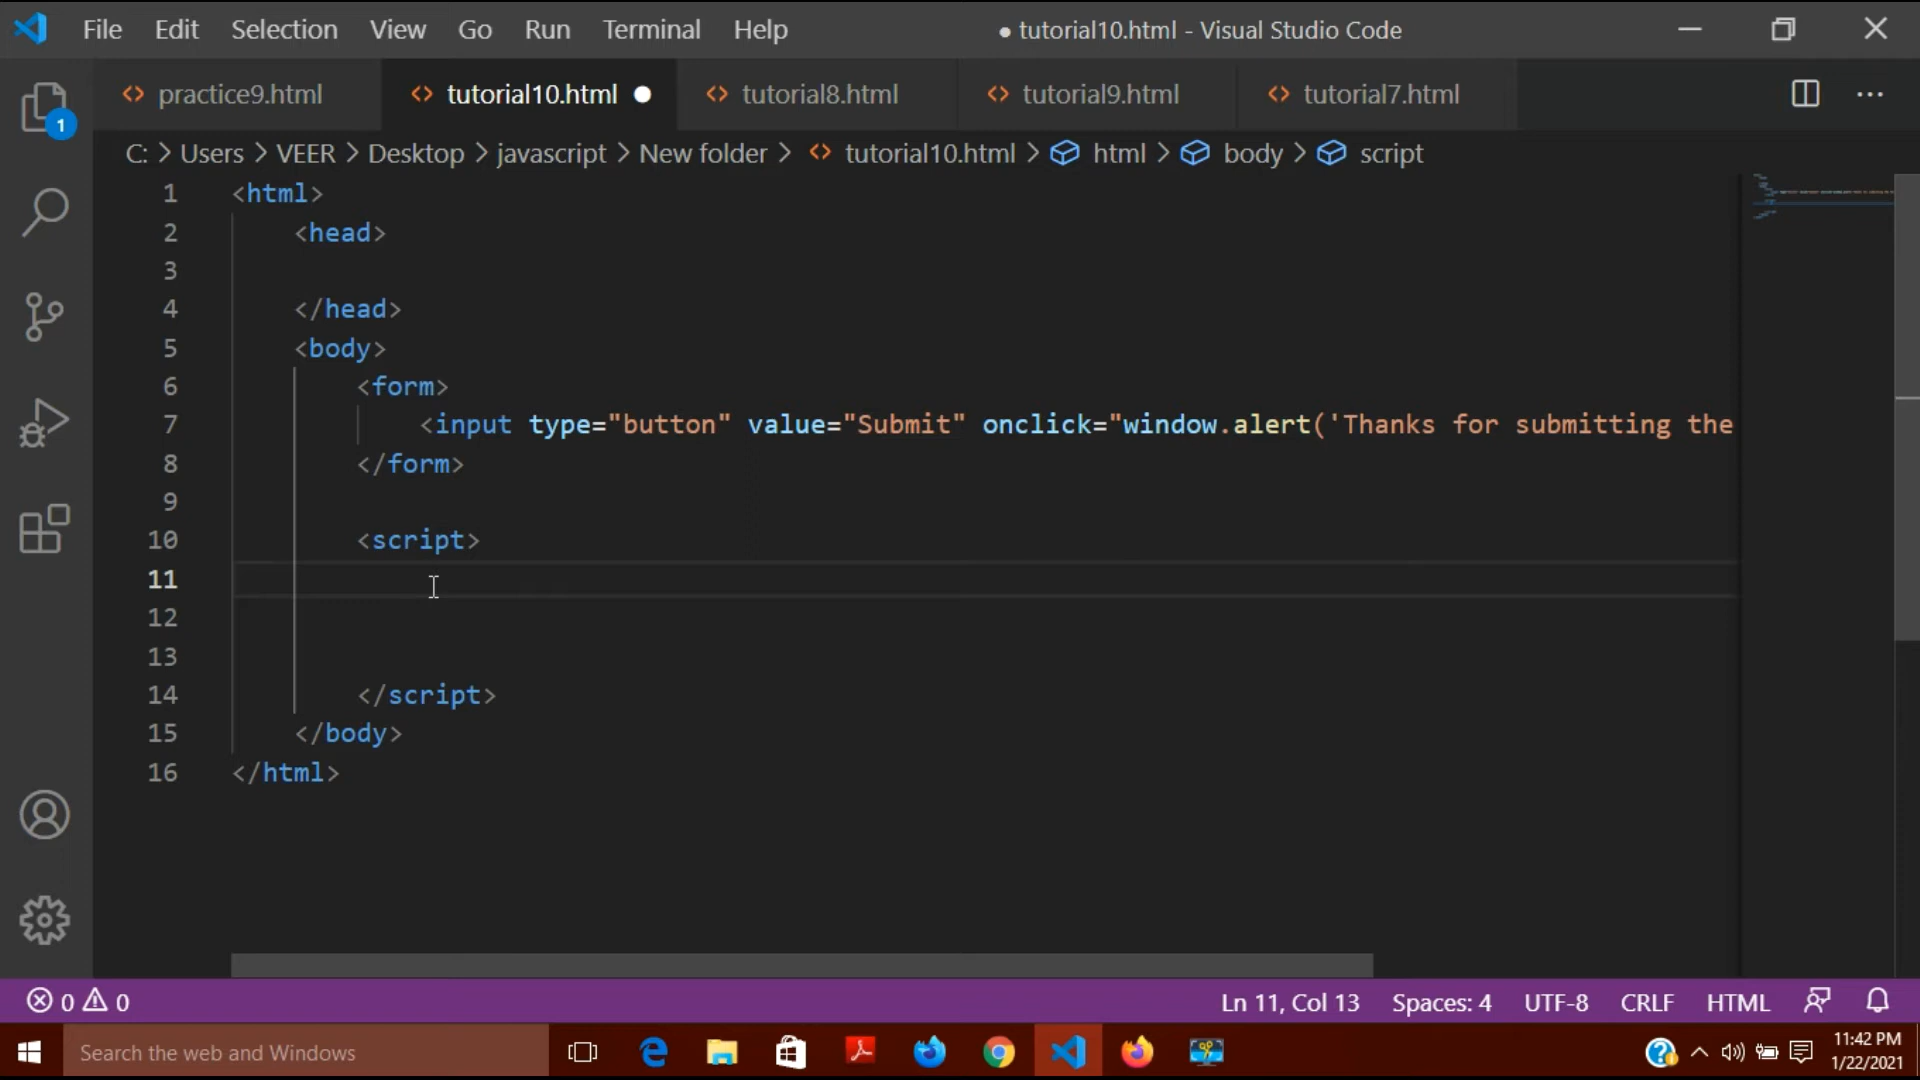 File Edit Selection View Go Run Terminal Help ● tutorial10.html - Visual Studio Code
practice9.html tutorial10.html tutorial8.html tutorial9.html tutorial7.html
1
C: > Users > VEER > Desktop > javascript > New folder > tutorial10.html > html > body > script
1 <html>
2 <head>
3
4 </head>
5 <body>
6 <form>
7 <input type="button" value="Submit" onclick="window.alert('Thanks for submitting the
8 </form>
9
10 <script>
11
12
13
14 </script>
15 </body>
16 </html>
0 0 Ln 11, Col 13 Spaces: 4 UTF-8 CRLF HTML
Search the web and Windows
11:42 PM
1/22/2021